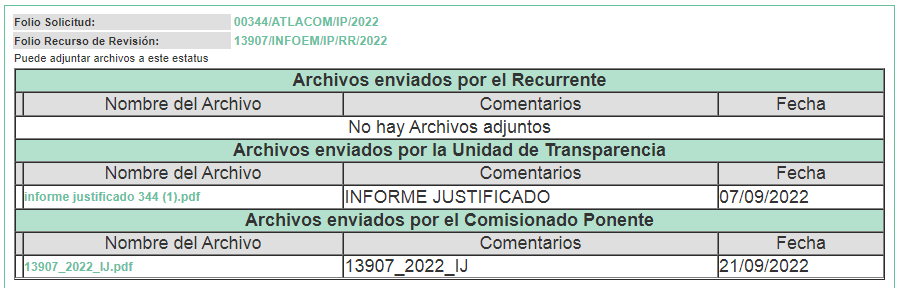 Folio Solicitud: 00344/ATLACOM/IP/2022
Folio Recurso de Revisión: 13907/INFOEM/IP/RR/2022
Puede adjuntar archivos a este estatus
Archivos enviados por el Recurrente
Nombre del Archivo Comentarios Fecha
No hay Archivos adjuntos
Archivos enviados por la Unidad de Transparencia
Nombre del Archivo Comentarios Fecha
informe justificado 344 (1).pdf INFORME JUSTIFICADO 07/09/2022
Archivos enviados por el Comisionado Ponente
Nombre del Archivo Comentarios Fecha
13907_2022_IJ.pdf 13907_2022_IJ 21/09/2022